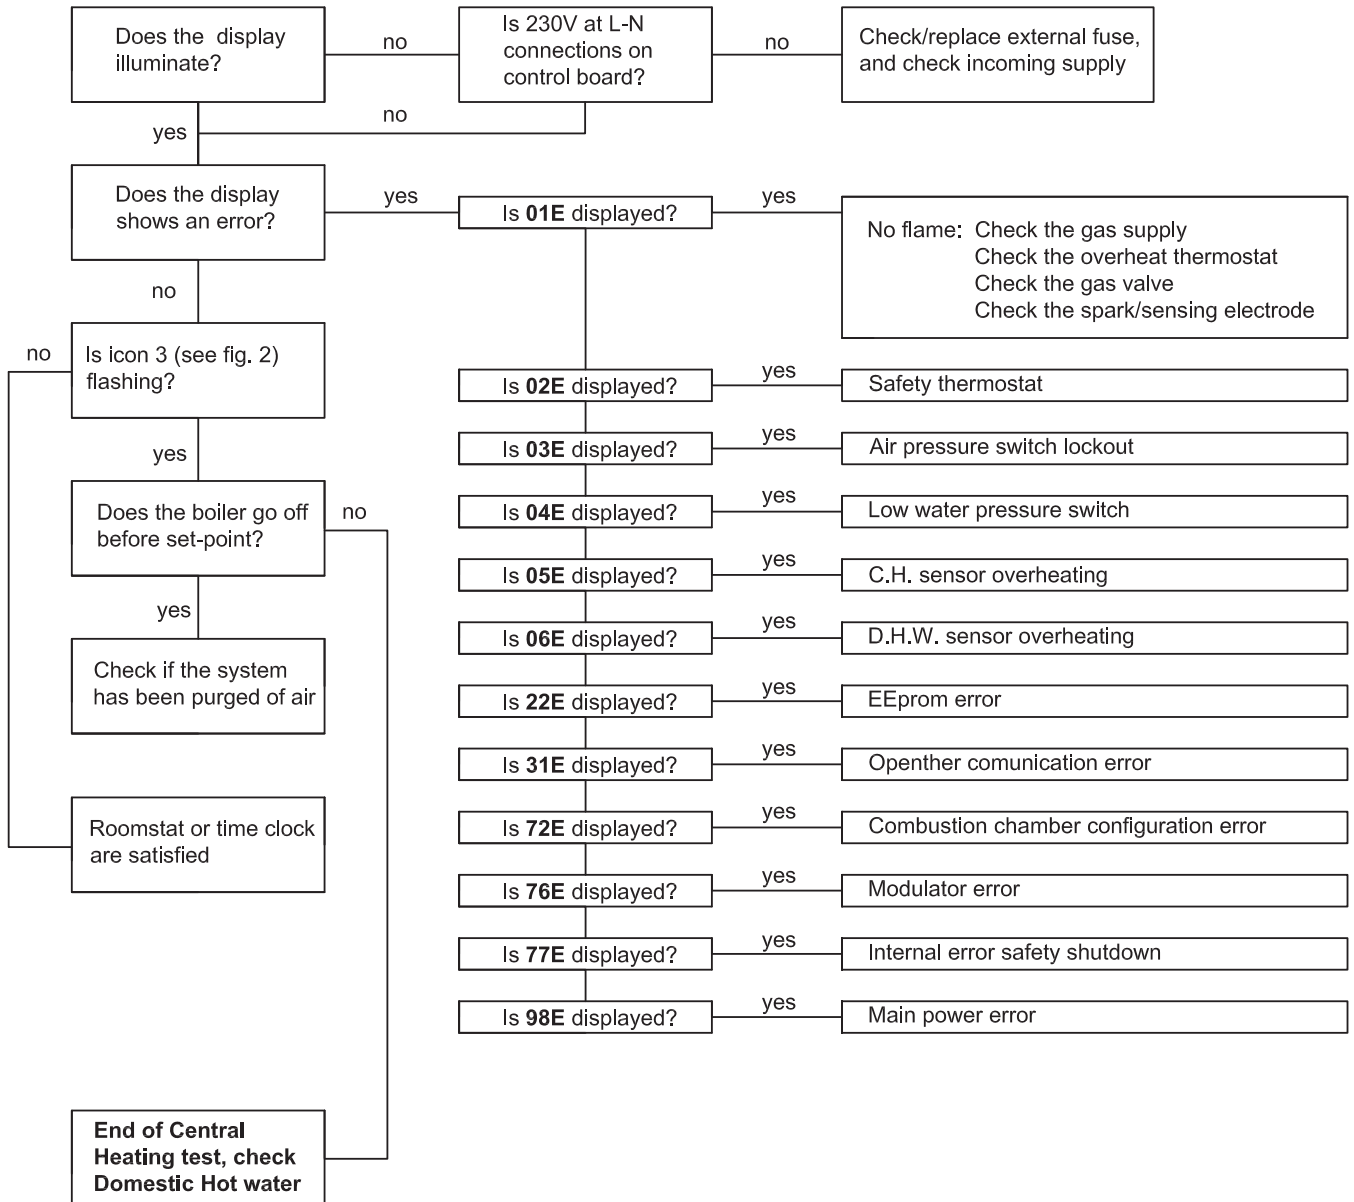 Does the display
illuminate?
no
Is 230V at L-N
connections on
control board?
no
Check/replace external fuse,
and check incoming supply
yes
no
Does the display
shows an error?
yes
Is 01E displayed?
yes
No flame: Check the gas supply
Check the overheat thermostat
Check the gas valve
Check the spark/sensing electrode
no
no
Is icon 3 (see fig. 2)
flashing?
Is 02E displayed?
yes
Safety thermostat
yes
Is 03E displayed?
yes
Air pressure switch lockout
Does the boiler go off
before set-point?
no
Is 04E displayed?
yes
Low water pressure switch
Is 05E displayed?
yes
C.H. sensor overheating
yes
Is 06E displayed?
yes
D.H.W. sensor overheating
Check if the system
has been purged of air
Is 22E displayed?
yes
EEprom error
Is 31E displayed?
yes
Openther comunication error
Roomstat or time clock
are satisfied
Is 72E displayed?
yes
Combustion chamber configuration error
Is 76E displayed?
yes
Modulator error
Is 77E displayed?
yes
Internal error safety shutdown
Is 98E displayed?
yes
Main power error
End of Central
Heating test, check
Domestic Hot water